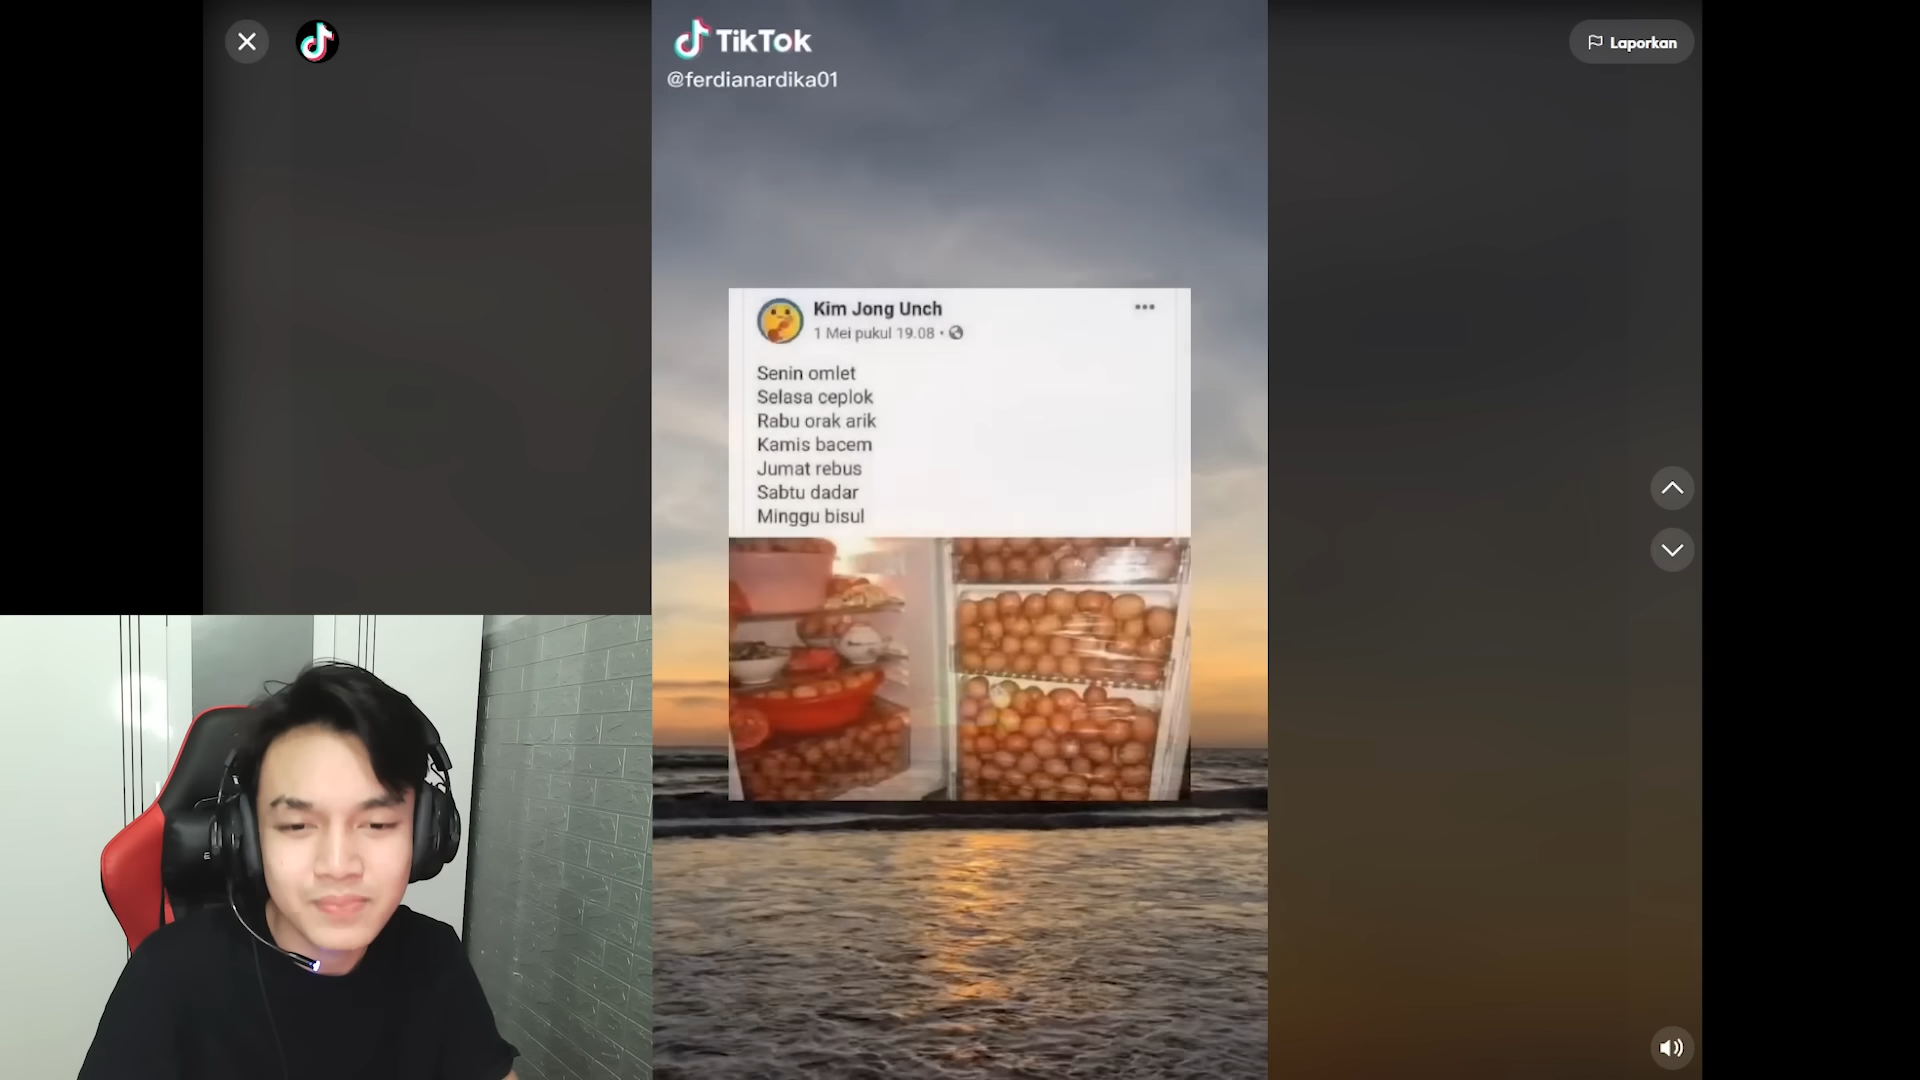 TikTok
@ferdianardika01
Laporkan
Kim Jong Unch
1 Mei pukul 19.08
Senin omlet
Selasa ceplok
Rabu orak arik
Kamis bacem
Jumat rebus
Sabtu dadar
Minggu bisul